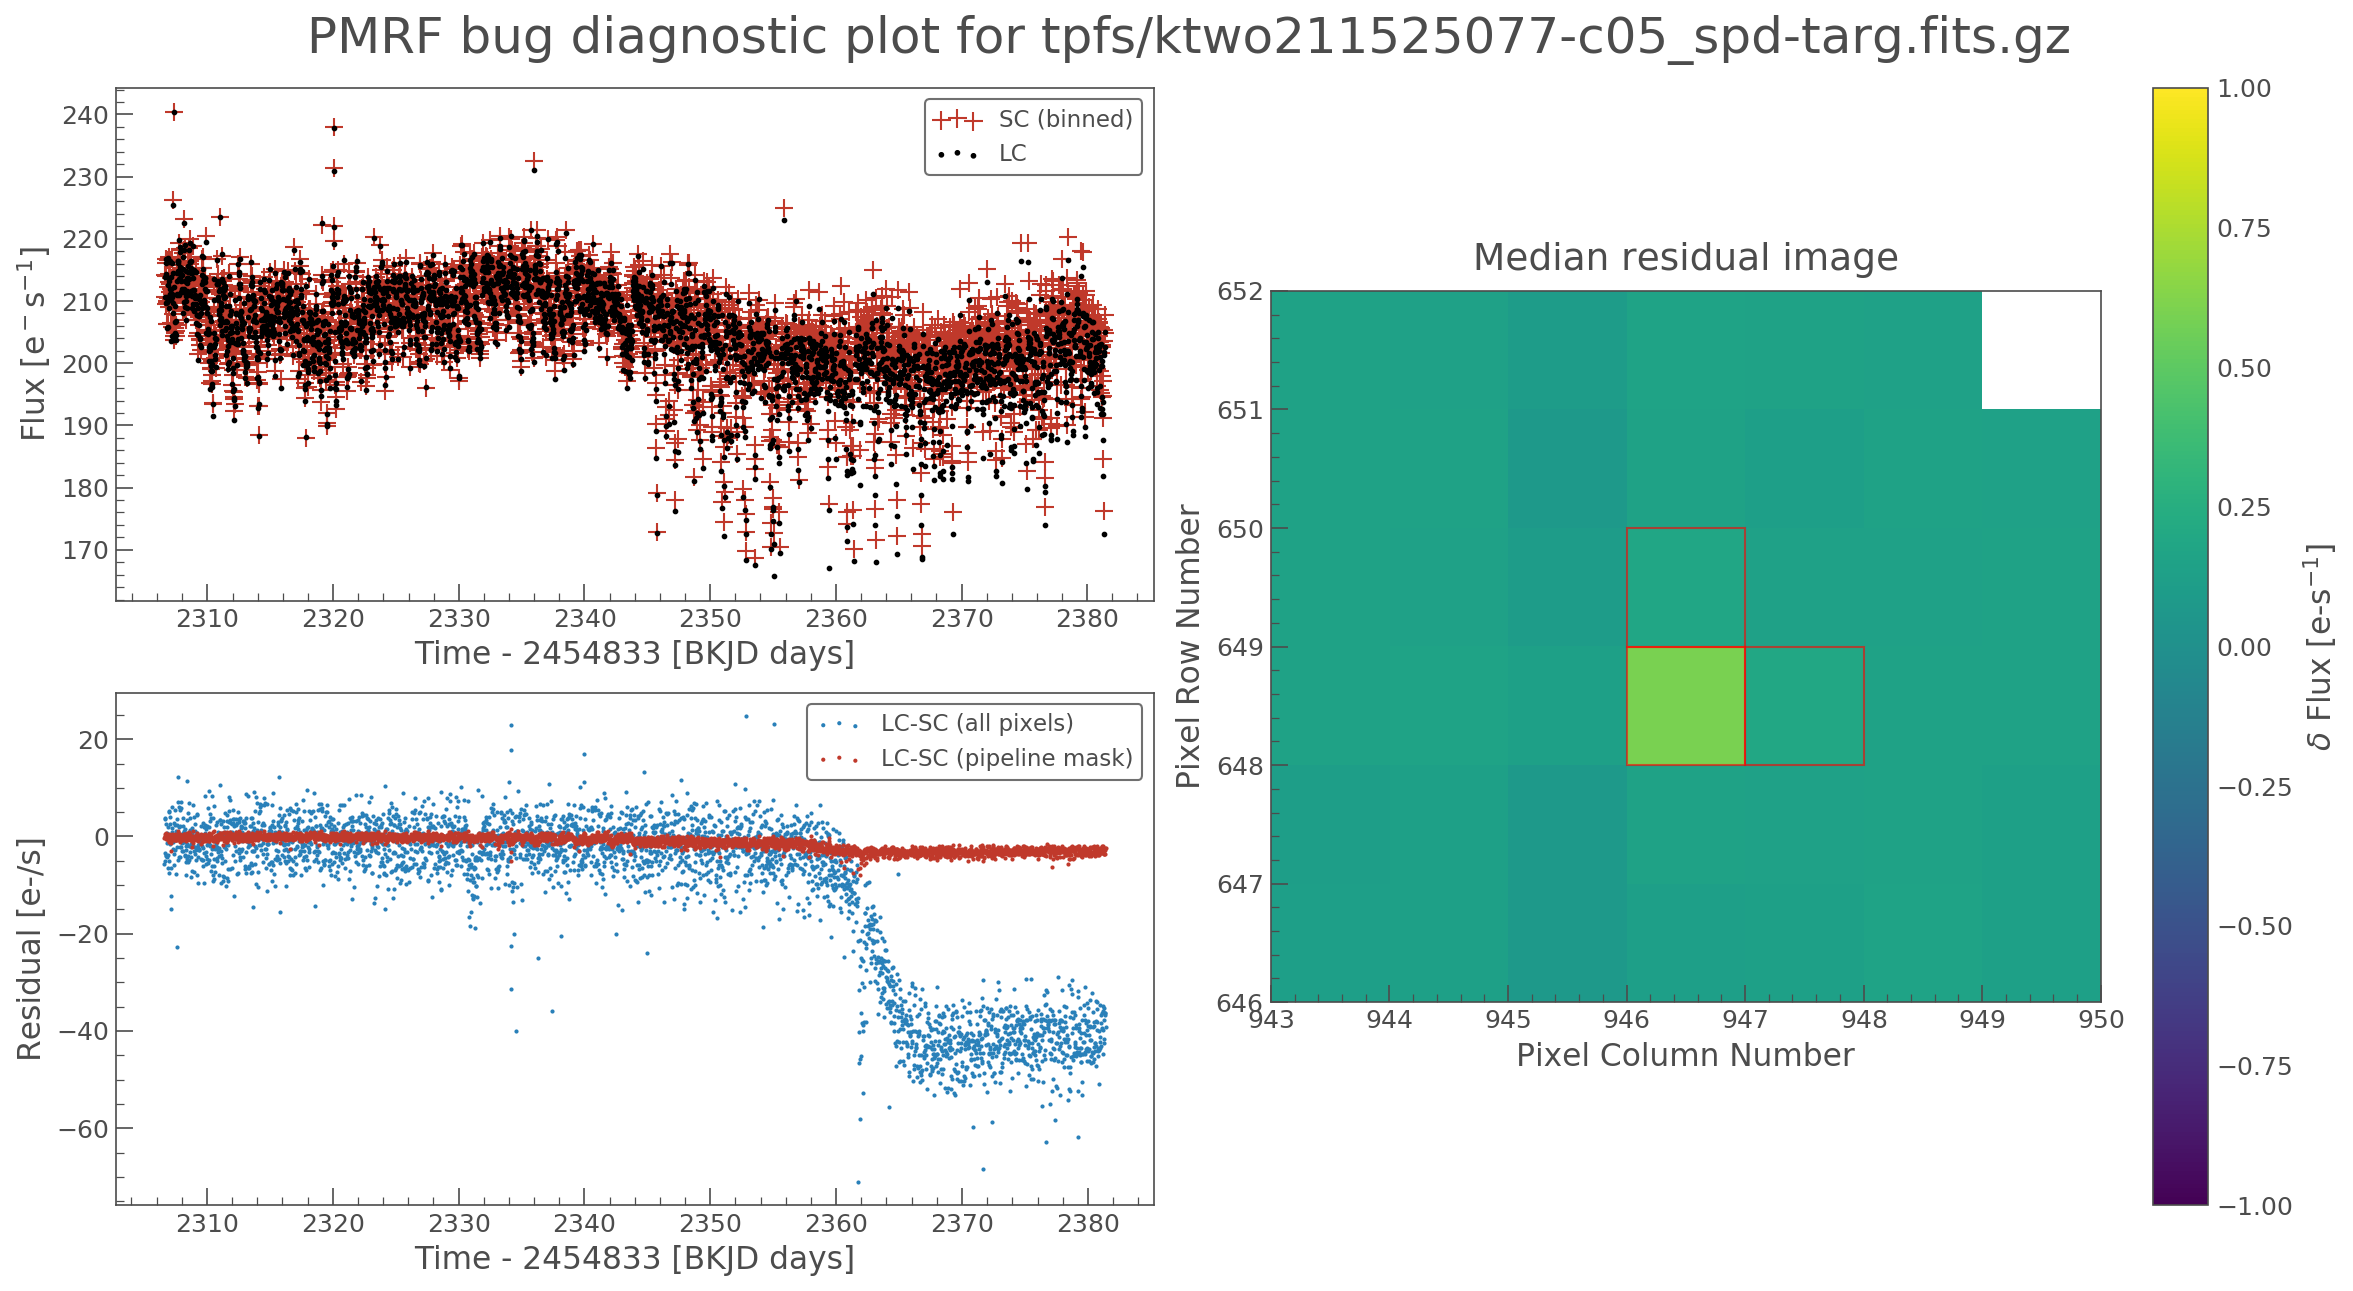 PMRF bug diagnostic plot for tpfs/ktwo211525077-c05_spd-targ.fits.gz
240
230
220
210
200
190
180
170
Flux [e⁻ s⁻¹]
SC (binned)
LC
2310 2320 2330 2340 2350 2360 2370 2380
Time - 2454833 [BKJD days]
20
0
−20
−40
−60
Residual [e-/s]
LC-SC (all pixels)
LC-SC (pipeline mask)
2310 2320 2330 2340 2350 2360 2370 2380
Time - 2454833 [BKJD days]
Median residual image
652
651
650
649
648
647
646
Pixel Row Number
943 944 945 946 947 948 949 950
Pixel Column Number
1.00
0.75
0.50
0.25
0.00
−0.25
−0.50
−0.75
−1.00
δ Flux [e-s⁻¹]